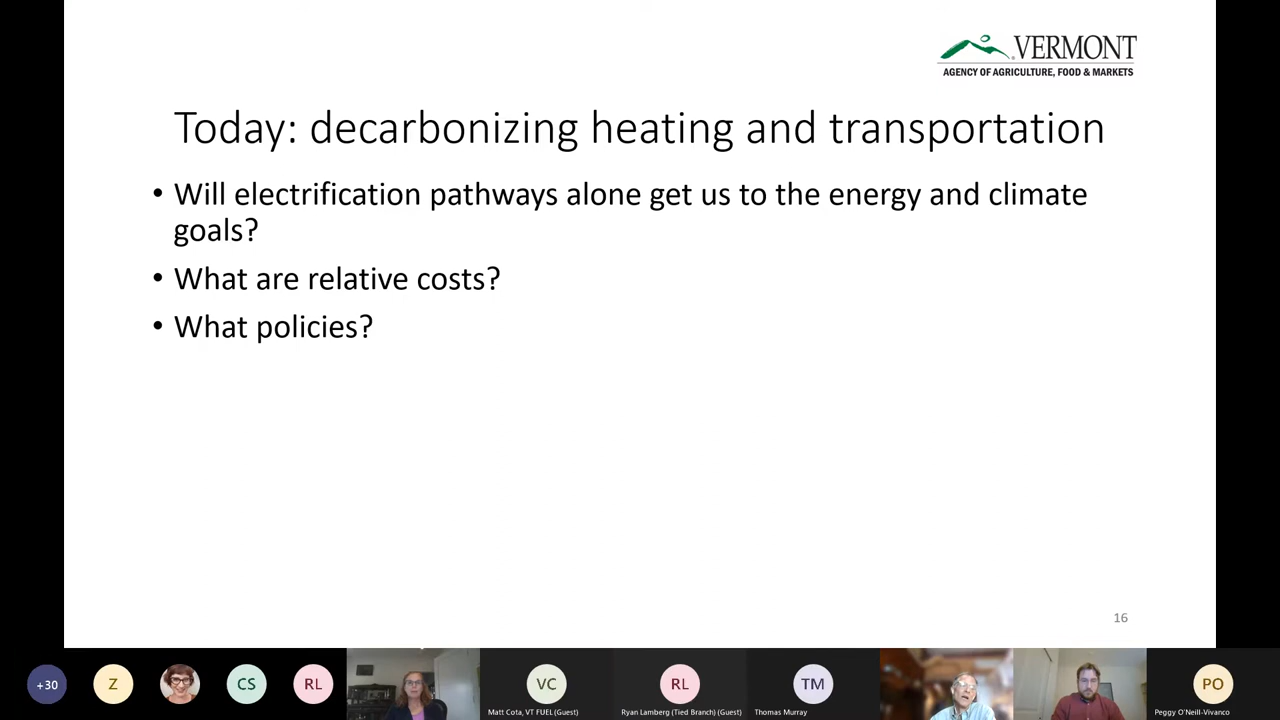 VERMONT
AGENCY OF AGRICULTURE, FOOD & MARKETS
Today: decarbonizing heating and transportation
• Will electrification pathways alone get us to the energy and climate
goals?
• What are relative costs?
• What policies?
16
+30
Z
CS
RL
VC
Matt Cota, VT FUEL (Guest)
RL
Ryan Lamberg (Tied Branch) (Guest)
TM
Thomas Murray
PO
Peggy O'Neill-Vivanco